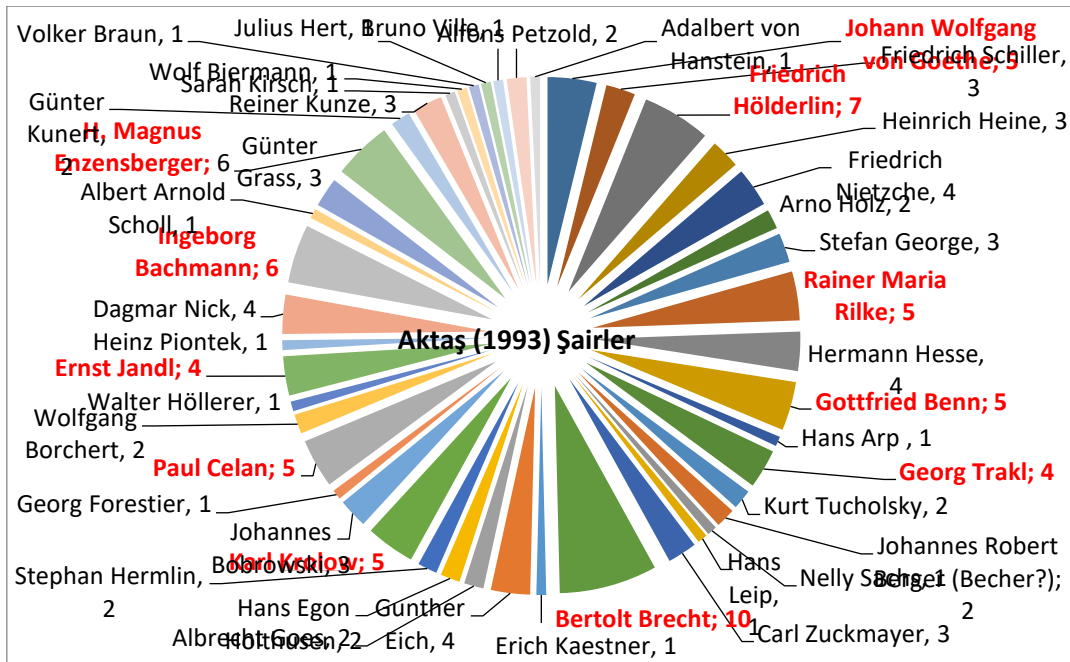 Aktaş (1993) Şairler
Johann Wolfgang
von Goethe; 5
Friedrich Schiller,
3
Friedrich
Hölderlin; 7
Heinrich Heine, 3
Friedrich
Nietzche, 4
Arno Holz, 2
Stefan George, 3
Rainer Maria
Rilke; 5
Hermann Hesse,
4
Gottfried Benn; 5
Hans Arp , 1
Georg Trakl; 4
Kurt Tucholsky, 2
Johannes Robert
Berger (Becher?);
2
Nelly Sachs, 1
Hans
Leip,
1
Carl Zuckmayer, 3
Bertolt Brecht; 10
Erich Kaestner, 1
Gunther
Eich, 4
Albrecht Goes, 2
Hans Egon
Holthusen, 2
Stephan Hermlin,
2
Karl Krolow; 5
Johannes
Bobrowski, 3
Georg Forestier, 1
Paul Celan; 5
Wolfgang
Borchert, 2
Walter Höllerer, 1
Ernst Jandl; 4
Heinz Piontek, 1
Dagmar Nick, 4
Ingeborg
Bachmann; 6
Albert Arnold
Scholl, 1
Günter
Grass, 3
H, Magnus
Enzensberger; 6
Günter
Kunert, 2
Reiner Kunze, 3
Sarah Kirsch, 1
Wolf Biermann, 1
Volker Braun, 1
Julius Hert, 1
Bruno Ville, 1
Alfons Petzold, 2
Adalbert von
Hanstein, 1